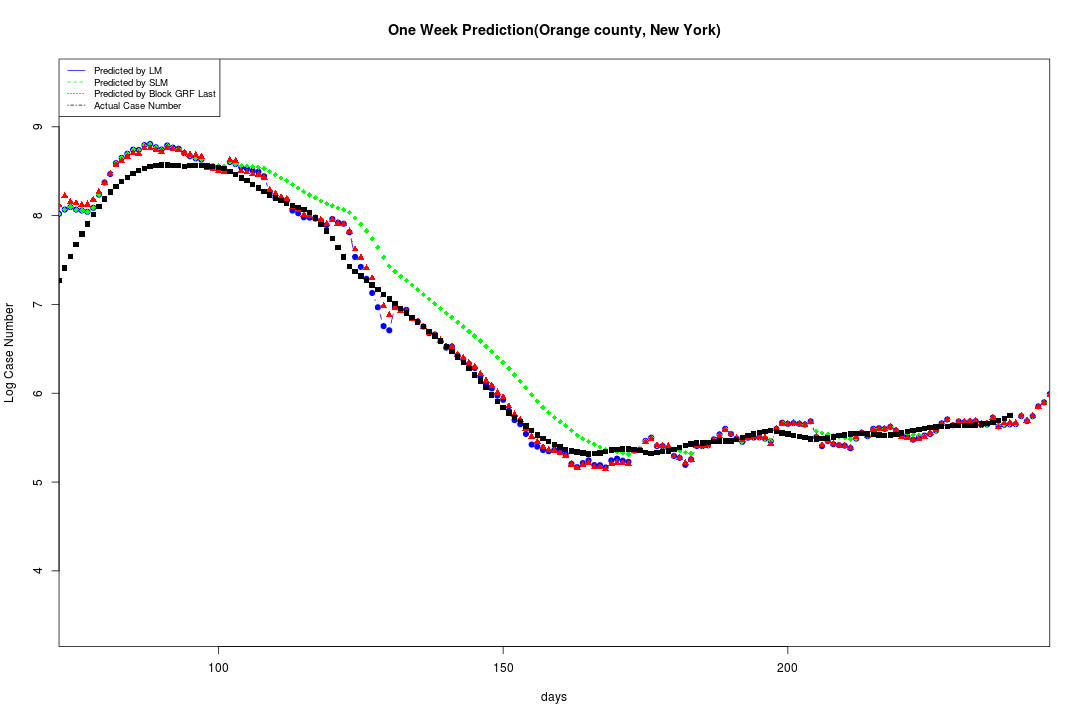 One Week Prediction(Orange county, New York)
Predicted by LM
Predicted by SLM
Predicted by Block GRF Last
Actual Case Number
9
8
7
6
5
4
Log Case Number
100 150 200
days